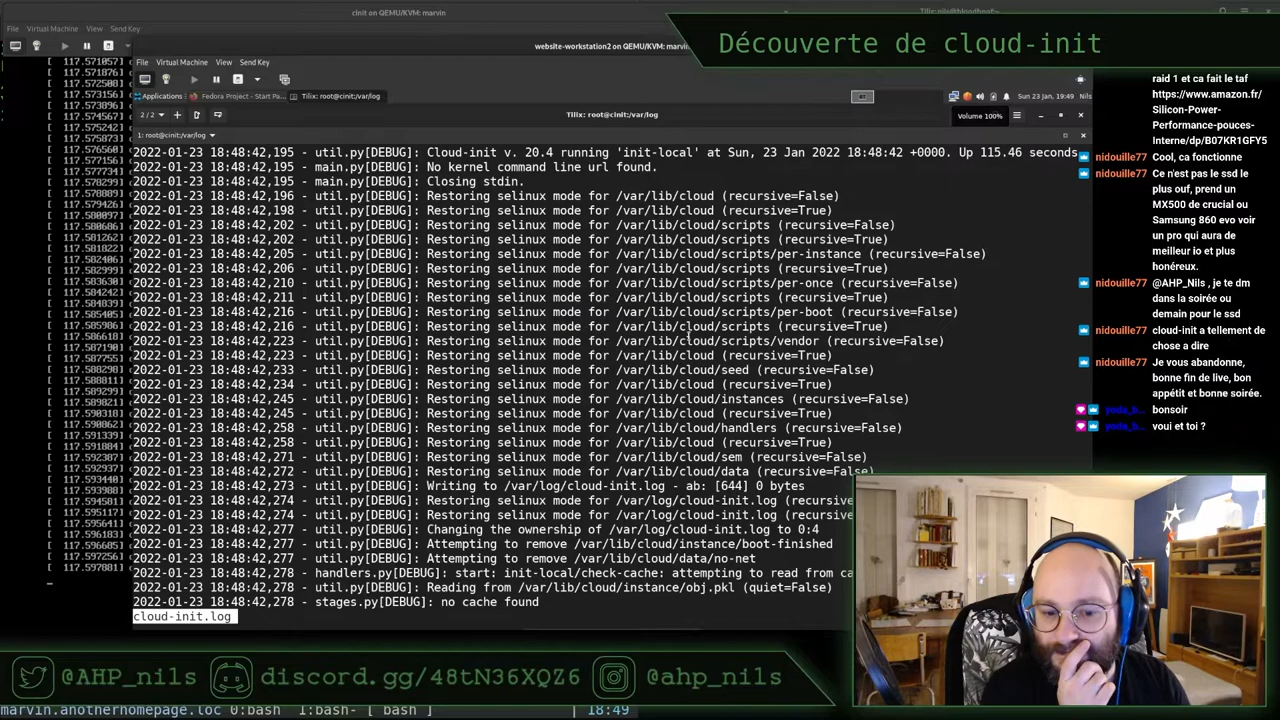 cinit on QEMU/KVM: marvin
File Virtual Machine View Send Key
website-workstation2 on QEMU/KVM: marvin
Découverte de cloud-init
File Virtual Machine View Send Key
Applications
Fedora Project - Start Pa...
Tilix: root@cinit:/var/log
Sun 23 Jan, 19:49 Nils
2/2
Tilix: root@cinit:/var/log
Volume 100%
1: root@cinit:/var/log
2022-01-23 18:48:42,195 - util.py[DEBUG]: Cloud-init v. 20.4 running 'init-local' at Sun, 23 Jan 2022 18:48:42 +0000. Up 115.46 seconds
2022-01-23 18:48:42,195 - main.py[DEBUG]: No kernel command line url found.
2022-01-23 18:48:42,195 - main.py[DEBUG]: Closing stdin.
2022-01-23 18:48:42,196 - util.py[DEBUG]: Restoring selinux mode for /var/lib/cloud (recursive=False)
2022-01-23 18:48:42,198 - util.py[DEBUG]: Restoring selinux mode for /var/lib/cloud (recursive=True)
2022-01-23 18:48:42,202 - util.py[DEBUG]: Restoring selinux mode for /var/lib/cloud/scripts (recursive=False)
2022-01-23 18:48:42,202 - util.py[DEBUG]: Restoring selinux mode for /var/lib/cloud/scripts (recursive=True)
2022-01-23 18:48:42,205 - util.py[DEBUG]: Restoring selinux mode for /var/lib/cloud/scripts/per-instance (recursive=False)
2022-01-23 18:48:42,206 - util.py[DEBUG]: Restoring selinux mode for /var/lib/cloud/scripts (recursive=True)
2022-01-23 18:48:42,210 - util.py[DEBUG]: Restoring selinux mode for /var/lib/cloud/scripts/per-once (recursive=False)
2022-01-23 18:48:42,211 - util.py[DEBUG]: Restoring selinux mode for /var/lib/cloud/scripts (recursive=True)
2022-01-23 18:48:42,216 - util.py[DEBUG]: Restoring selinux mode for /var/lib/cloud/scripts/per-boot (recursive=False)
2022-01-23 18:48:42,216 - util.py[DEBUG]: Restoring selinux mode for /var/lib/cloud/scripts (recursive=True)
2022-01-23 18:48:42,223 - util.py[DEBUG]: Restoring selinux mode for /var/lib/cloud/scripts/vendor (recursive=False)
2022-01-23 18:48:42,223 - util.py[DEBUG]: Restoring selinux mode for /var/lib/cloud (recursive=True)
2022-01-23 18:48:42,233 - util.py[DEBUG]: Restoring selinux mode for /var/lib/cloud/seed (recursive=False)
2022-01-23 18:48:42,234 - util.py[DEBUG]: Restoring selinux mode for /var/lib/cloud (recursive=True)
2022-01-23 18:48:42,245 - util.py[DEBUG]: Restoring selinux mode for /var/lib/cloud/instances (recursive=False)
2022-01-23 18:48:42,245 - util.py[DEBUG]: Restoring selinux mode for /var/lib/cloud (recursive=True)
2022-01-23 18:48:42,258 - util.py[DEBUG]: Restoring selinux mode for /var/lib/cloud/handlers (recursive=False)
2022-01-23 18:48:42,258 - util.py[DEBUG]: Restoring selinux mode for /var/lib/cloud (recursive=True)
2022-01-23 18:48:42,271 - util.py[DEBUG]: Restoring selinux mode for /var/lib/cloud/sem (recursive=False)
2022-01-23 18:48:42,272 - util.py[DEBUG]: Restoring selinux mode for /var/lib/cloud/data (recursive=False)
2022-01-23 18:48:42,273 - util.py[DEBUG]: Writing to /var/log/cloud-init.log - ab: [644] 0 bytes
2022-01-23 18:48:42,274 - util.py[DEBUG]: Restoring selinux mode for /var/log/cloud-init.log (recursive
2022-01-23 18:48:42,274 - util.py[DEBUG]: Restoring selinux mode for /var/log/cloud-init.log (recursive
2022-01-23 18:48:42,277 - util.py[DEBUG]: Changing the ownership of /var/log/cloud-init.log to 0:4
2022-01-23 18:48:42,277 - util.py[DEBUG]: Attempting to remove /var/lib/cloud/instance/boot-finished
2022-01-23 18:48:42,277 - util.py[DEBUG]: Attempting to remove /var/lib/cloud/data/no-net
2022-01-23 18:48:42,278 - handlers.py[DEBUG]: start: init-local/check-cache: attempting to read from ca
2022-01-23 18:48:42,278 - util.py[DEBUG]: Reading from /var/lib/cloud/instance/obj.pkl (quiet=False)
2022-01-23 18:48:42,278 - stages.py[DEBUG]: no cache found
cloud-init.log
raid 1 et ca fait le taf
https://www.amazon.fr/
Silicon-Power-
Performance-pouces-
Interne/dp/B07KR1GFY5
nidouille77 Cool, ca fonctionne
nidouille77 Ce n'est pas le ssd le
plus ouf, prend un
MX500 de crucial ou
Samsung 860 evo voir
un pro qui aura de
meilleur io et plus
honéreux.
nidouille77 @AHP_Nils , je te dm
dans la soirée ou
demain pour le ssd
nidouille77 cloud-init a tellement de
chose a dire
nidouille77 Je vous abandonne,
bonne fin de live, bon
appétit et bonne soirée.
bonsoir
voui et toi ?
@AHP_nils discord.gg/48tN36XQZ6 @ahp_nils
marvin.anotherhomepage.loc 0:bash 1:bash- [ bash ] | 18:49